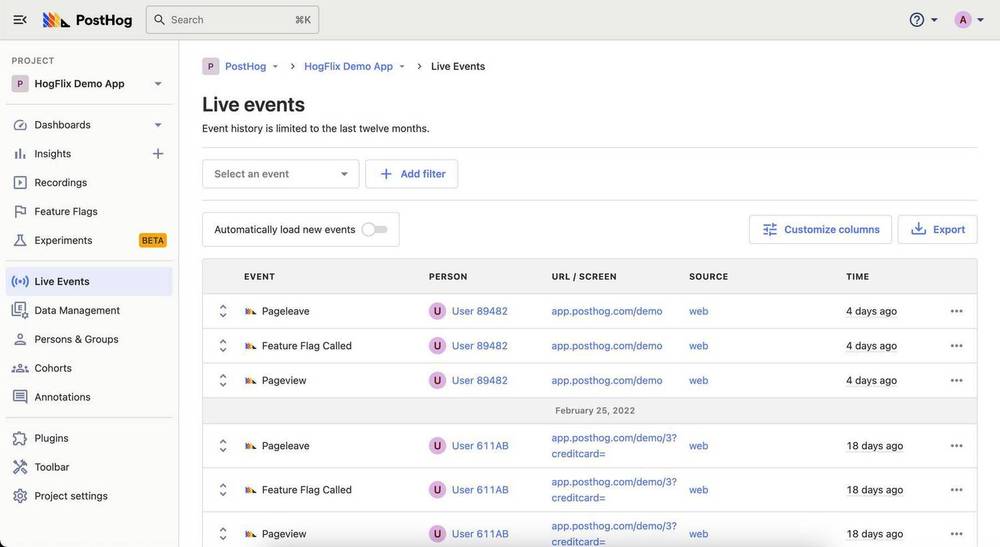 PostHog
Search ⌘K
A
PROJECT
P HogFlix Demo App
Dashboards
Insights
Recordings
Feature Flags
Experiments BETA
Live Events
Data Management
Persons & Groups
Cohorts
Annotations
Plugins
Toolbar
Project settings
P PostHog > HogFlix Demo App > Live Events
Live events
Event history is limited to the last twelve months.
Select an event + Add filter
Automatically load new events Customize columns Export
EVENT PERSON URL / SCREEN SOURCE TIME
Pageleave U User 89482 app.posthog.com/demo web 4 days ago
Feature Flag Called U User 89482 app.posthog.com/demo web 4 days ago
Pageview U User 89482 app.posthog.com/demo web 4 days ago
February 25, 2022
Pageleave U User 611AB app.posthog.com/demo/3?creditcard= web 18 days ago
Feature Flag Called U User 611AB app.posthog.com/demo/3?creditcard= web 18 days ago
Pageview U User 611AB app.posthog.com/demo/3?creditcard= web 18 days ago